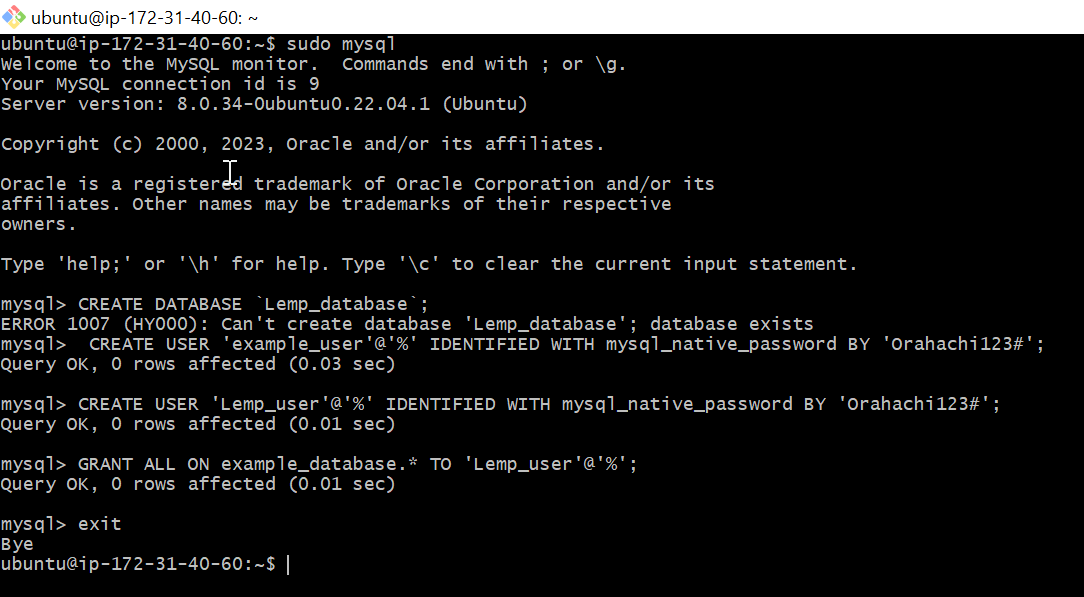 ubuntu@ip-172-31-40-60: ~
ubuntu@ip-172-31-40-60:~$ sudo mysql
Welcome to the MySQL monitor.  Commands end with ; or \g.
Your MySQL connection id is 9
Server version: 8.0.34-0ubuntu0.22.04.1 (Ubuntu)
Copyright (c) 2000, 2023, Oracle and/or its affiliates.
Oracle is a registered trademark of Oracle Corporation and/or its
affiliates. Other names may be trademarks of their respective
owners.
Type 'help;' or '\h' for help. Type '\c' to clear the current input statement.
mysql> CREATE DATABASE `Lemp_database`;
ERROR 1007 (HY000): Can't create database 'Lemp_database'; database exists
mysql>  CREATE USER 'example_user'@'%' IDENTIFIED WITH mysql_native_password BY 'Orahachi123#';
Query OK, 0 rows affected (0.03 sec)
mysql> CREATE USER 'Lemp_user'@'%' IDENTIFIED WITH mysql_native_password BY 'Orahachi123#';
Query OK, 0 rows affected (0.01 sec)
mysql> GRANT ALL ON example_database.* TO 'Lemp_user'@'%';
Query OK, 0 rows affected (0.01 sec)
mysql> exit
Bye
ubuntu@ip-172-31-40-60:~$